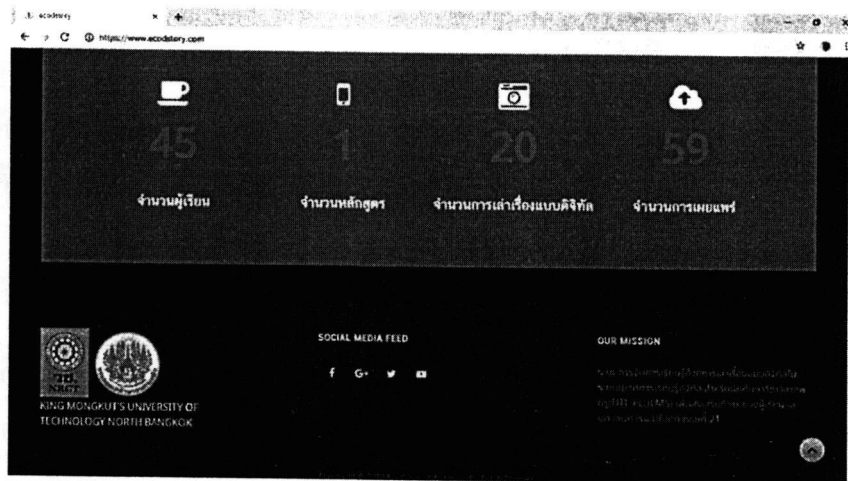 ecodstory
https://www.ecodstory.com
45
1
20
59
จำนวนผู้เรียน
จำนวนหลักสูตร
จำนวนการเล่าเรื่องแบบดิจิทัล
จำนวนการเผยแพร่
วช.
NRCT
KING MONGKUT'S UNIVERSITY OF
TECHNOLOGY NORTH BANGKOK
SOCIAL MEDIA FEED
f G+
OUR MISSION